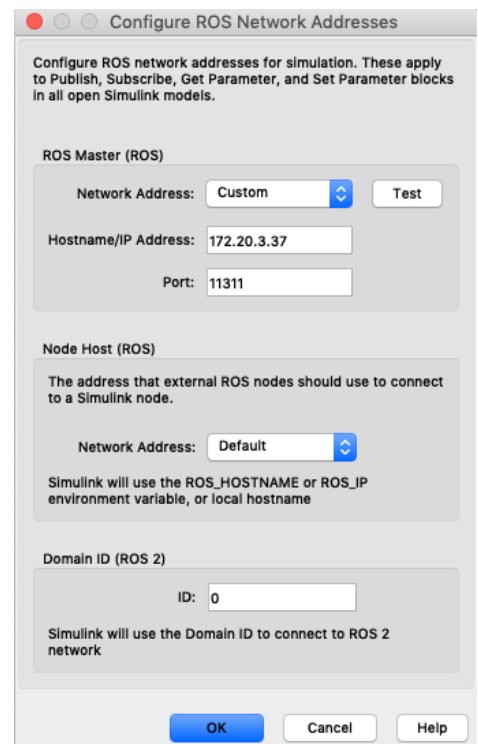 Configure ROS Network Addresses
Configure ROS network addresses for simulation. These apply
to Publish, Subscribe, Get Parameter, and Set Parameter blocks
in all open Simulink models.
ROS Master (ROS)
Network Address: Custom Test
Hostname/IP Address: 172.20.3.37
Port: 11311
Node Host (ROS)
The address that external ROS nodes should use to connect
to a Simulink node.
Network Address: Default
Simulink will use the ROS_HOSTNAME or ROS_IP
environment variable, or local hostname
Domain ID (ROS 2)
ID: 0
Simulink will use the Domain ID to connect to ROS 2
network
OK Cancel Help